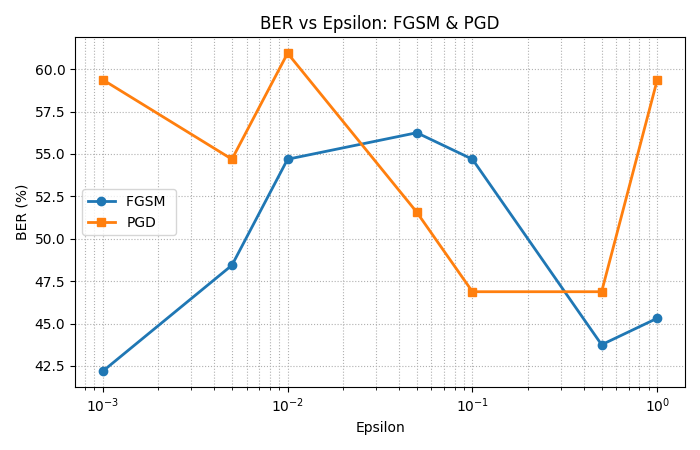 BER vs Epsilon: FGSM & PGD
BER (%)
60.0
57.5
55.0
52.5
50.0
47.5
45.0
42.5
FGSM
PGD
10⁻³
10⁻²
10⁻¹
10⁰
Epsilon